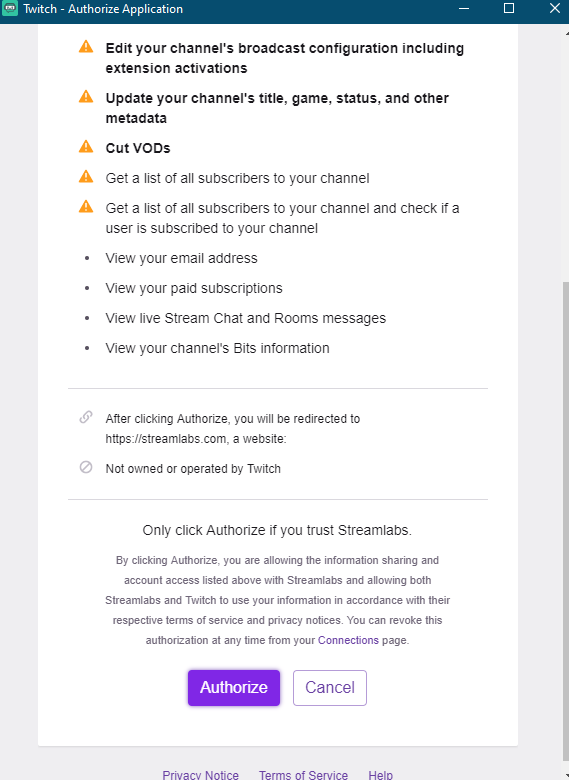 Twitch - Authorize Application
Edit your channel's broadcast configuration including
extension activations
Update your channel's title, game, status, and other
metadata
Cut VODs
Get a list of all subscribers to your channel
Get a list of all subscribers to your channel and check if a
user is subscribed to your channel
View your email address
View your paid subscriptions
View live Stream Chat and Rooms messages
View your channel's Bits information
After clicking Authorize, you will be redirected to
https://streamlabs.com, a website:
Not owned or operated by Twitch
Only click Authorize if you trust Streamlabs.
By clicking Authorize, you are allowing the information sharing and
account access listed above with Streamlabs and allowing both
Streamlabs and Twitch to use your information in accordance with their
respective terms of service and privacy notices. You can revoke this
authorization at any time from your Connections page.
Authorize Cancel
Privacy Notice Terms of Service Help